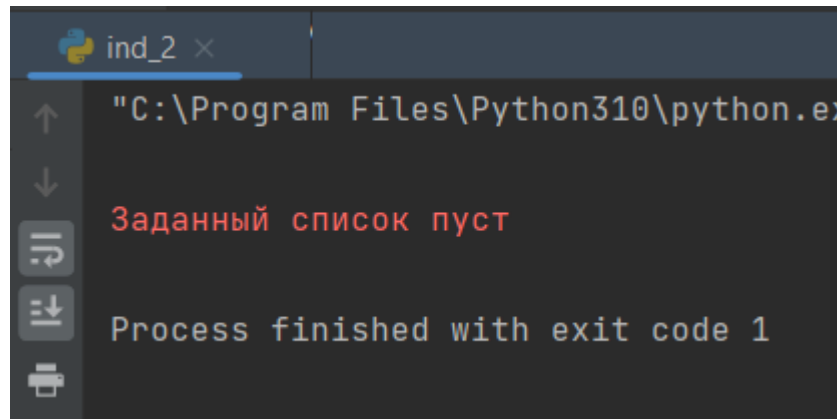 ind_2
"C:\Program Files\Python310\python.ex
Заданный список пуст
Process finished with exit code 1